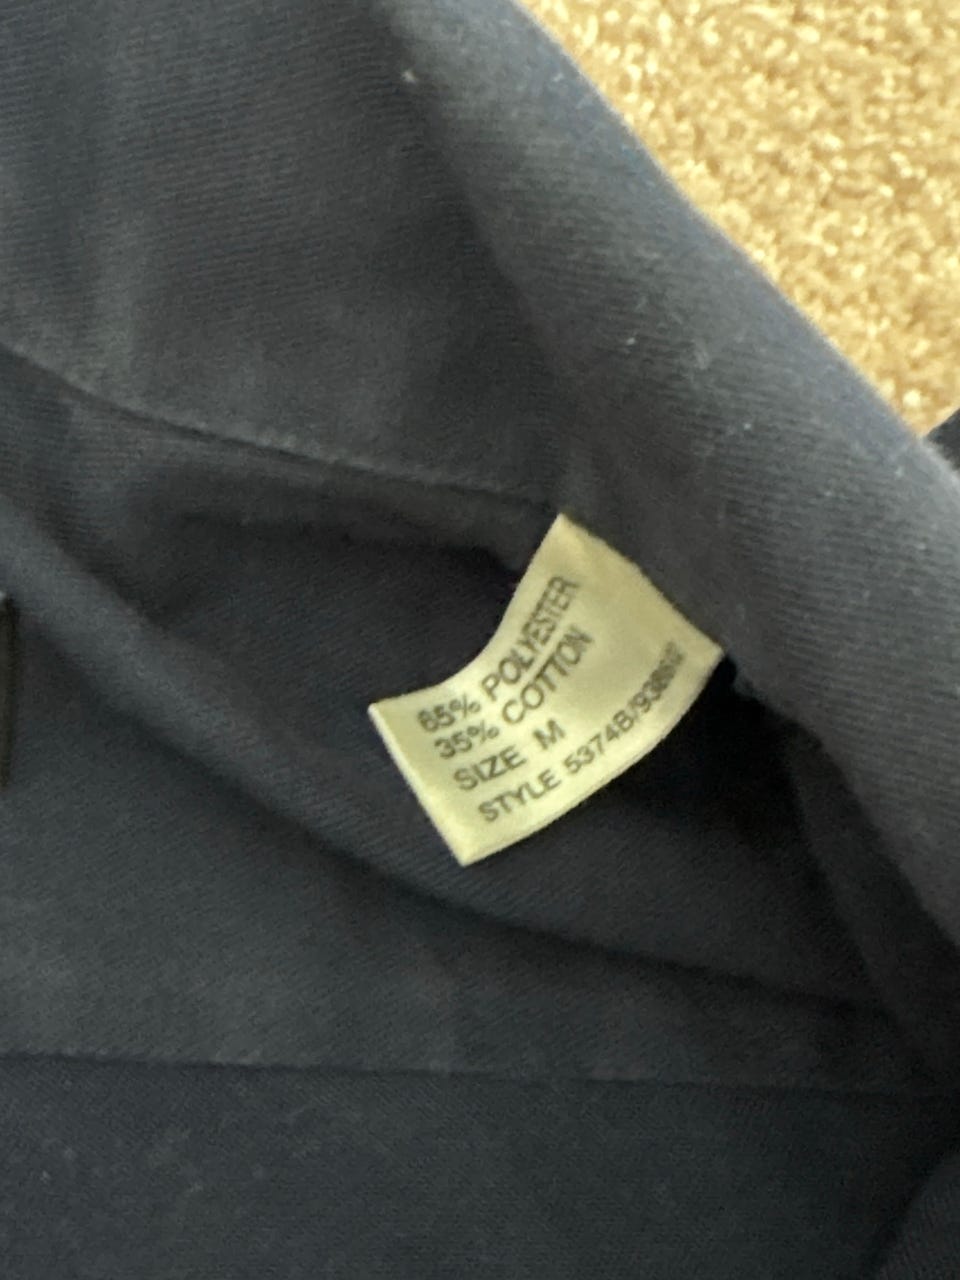 65% POLYESTER
35% COTTON
SIZE M
STYLE